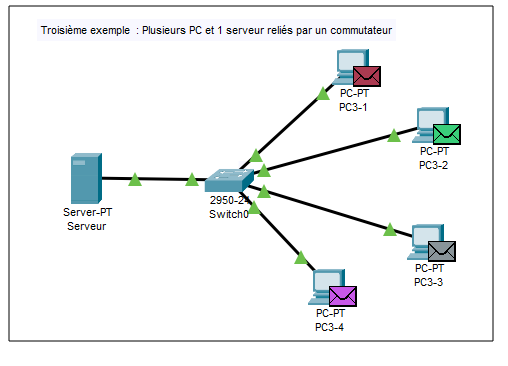 Troisième exemple : Plusieurs PC et 1 serveur reliés par un commutateur
PC-PT
PC3-1
PC-PT
PC3-2
Server-PT
Serveur
2950-24
Switch0
PC-PT
PC3-3
PC-PT
PC3-4